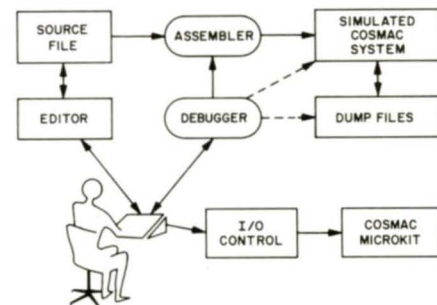 SOURCE
FILE
ASSEMBLER
SIMULATED
COSMAC
SYSTEM
EDITOR
DEBUGGER
DUMP FILES
I/O
CONTROL
COSMAC
MICROKIT